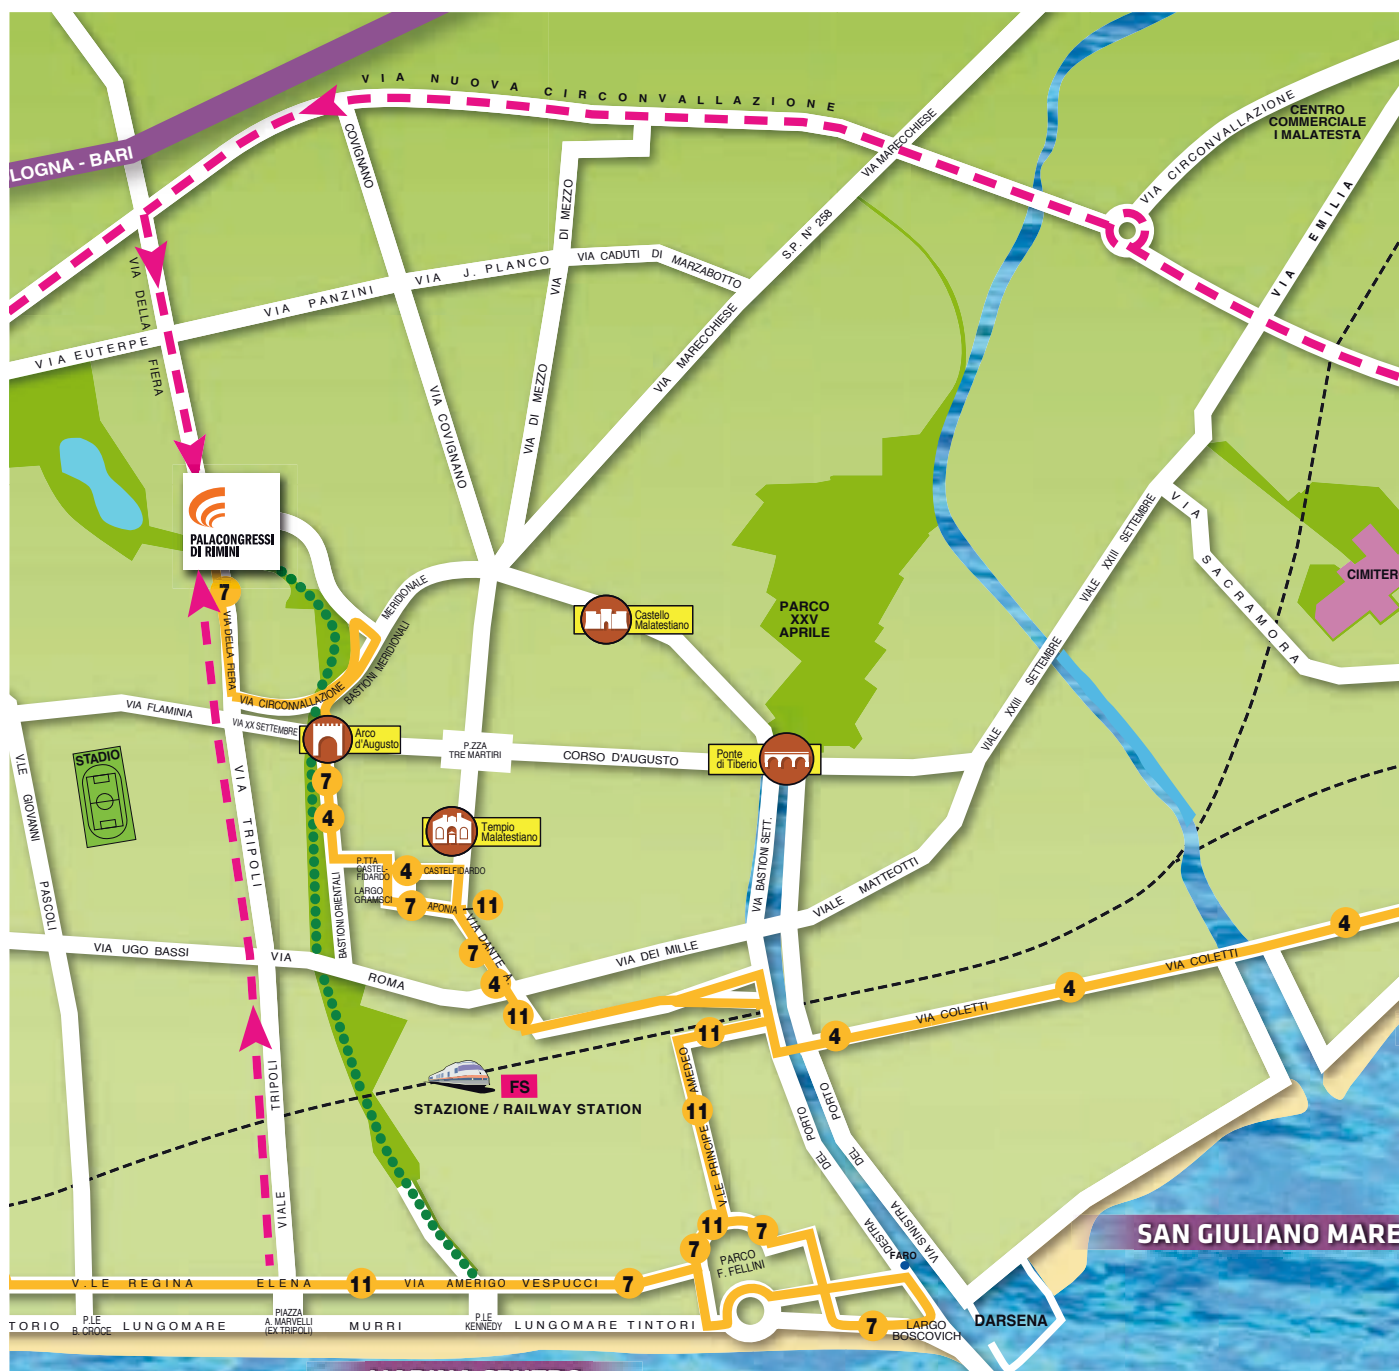 VIA NUOVA CIRCONVALLAZIONE
LOGNA - BARI
COVIGNANO
VIA MARECCHIESE
VIA CIRCONVALLAZIONE
CENTRO
COMMERCIALE
I MALATESTA
VIA EMILIA
VIA DELLA FIERA
VIA DI MEZZO
S.P. N° 258
VIA EUTERPE
VIA PANZINI
VIA J. PLANCO
VIA CADUTI DI MARZABOTTO
VIA MARECCHIESE
VIA COVIGNANO
VIA DI MEZZO
PALACONGRESSI
DI RIMINI
7
VIA DELLA FIERA
MERIDIONALE
BASTIONI MERIDIONALI
VIA CIRCONVALLAZIONE
Castello
Malatestiano
PARCO
XXV
APRILE
VIALE XXIII SETTEMBRE
VIALE XXIII SETTEMBRE
VIA SACRAMORA
CIMITER
VIA FLAMINIA
VIA XX SETTEMBRE
Arco
d'Augusto
P.ZZA
TRE MARTIRI
CORSO D'AUGUSTO
Ponte
di Tiberio
STADIO
V.LE GIOVANNI PASCOLI
VIA TRIPOLI
7
4
Tempio
Malatestiano
P.TTA
CASTEL-
FIDARDO
4
CASTELFIDARDO
LARGO
GRAMSCI
7
APONIA
11
BASTIONI ORIENTALI
VIA DANTE A.
7
4
11
VIA BASTIONI SETT.
VIALE MATTEOTTI
VIA UGO BASSI
VIA ROMA
VIA DEI MILLE
4
VIA COLETTI
4
VIA COLETTI
4
11
FS
STAZIONE / RAILWAY STATION
V.LE PRINCIPE AMEDEO
11
VIALE TRIPOLI
DESTRA DEL PORTO
VIA SINISTRA DEL PORTO
11
7
7
PARCO
F. FELLINI
FARO
SAN GIULIANO MARE
V.LE REGINA ELENA
11
VIA AMERIGO VESPUCCI
7
TORIO LUNGOMARE MURRI
P.LE
B. CROCE
PIAZZA
A. MARVELLI
(EX TRIPOLI)
P.LE
KENNEDY
LUNGOMARE TINTORI
7
LARGO
BOSCOVICH
DARSENA